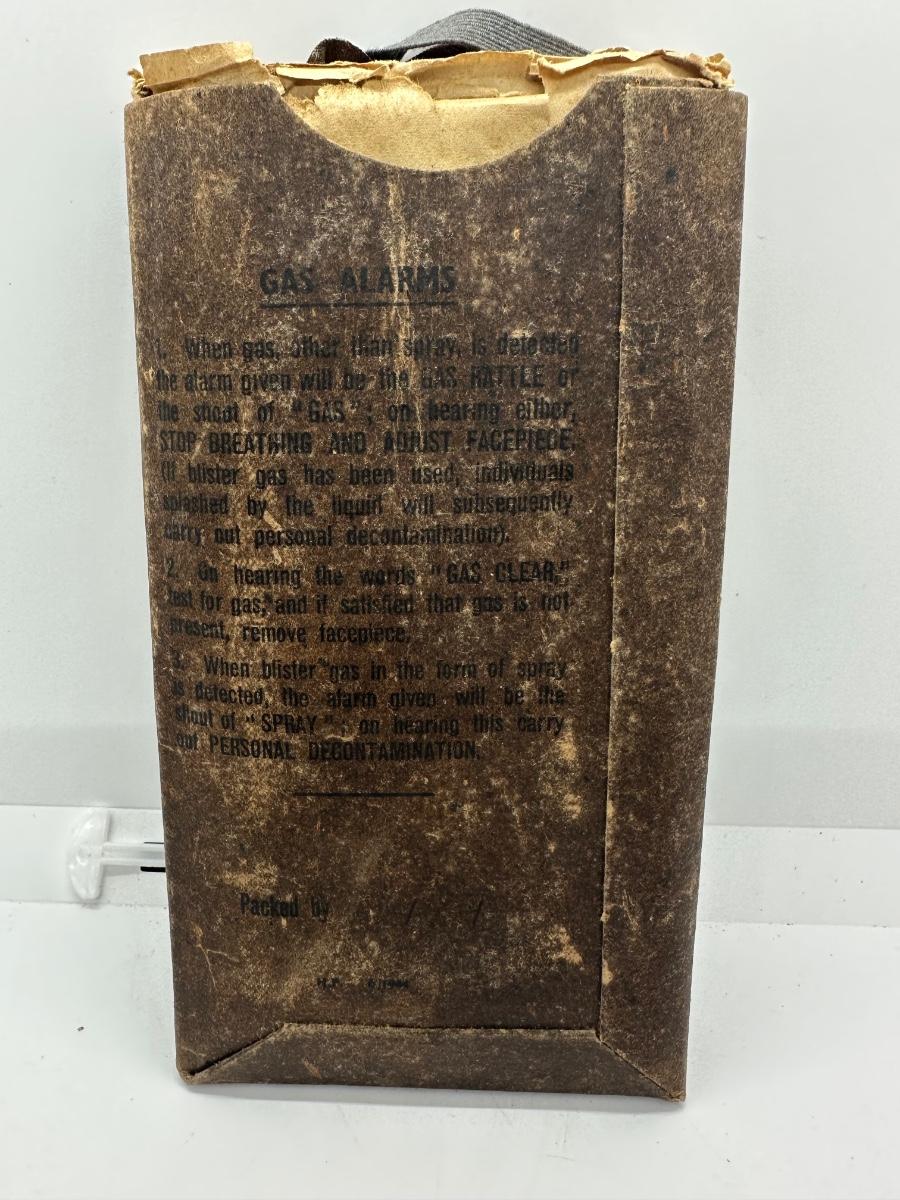 GAS ALARMS
1. When gas, other than spray, is detected
the alarm given will be the GAS RATTLE or
the shout of "GAS"; on hearing either,
STOP BREATHING AND ADJUST FACEPIECE.
(If blister gas has been used, individuals
splashed by the liquid will subsequently
carry out personal decontamination).
2. On hearing the words "GAS CLEAR,"
test for gas, and if satisfied that gas is not
present, remove facepiece.
3. When blister gas in the form of spray
is detected, the alarm given will be the
shout of "SPRAY"; on hearing this carry
out PERSONAL DECONTAMINATION.
Packed by / /